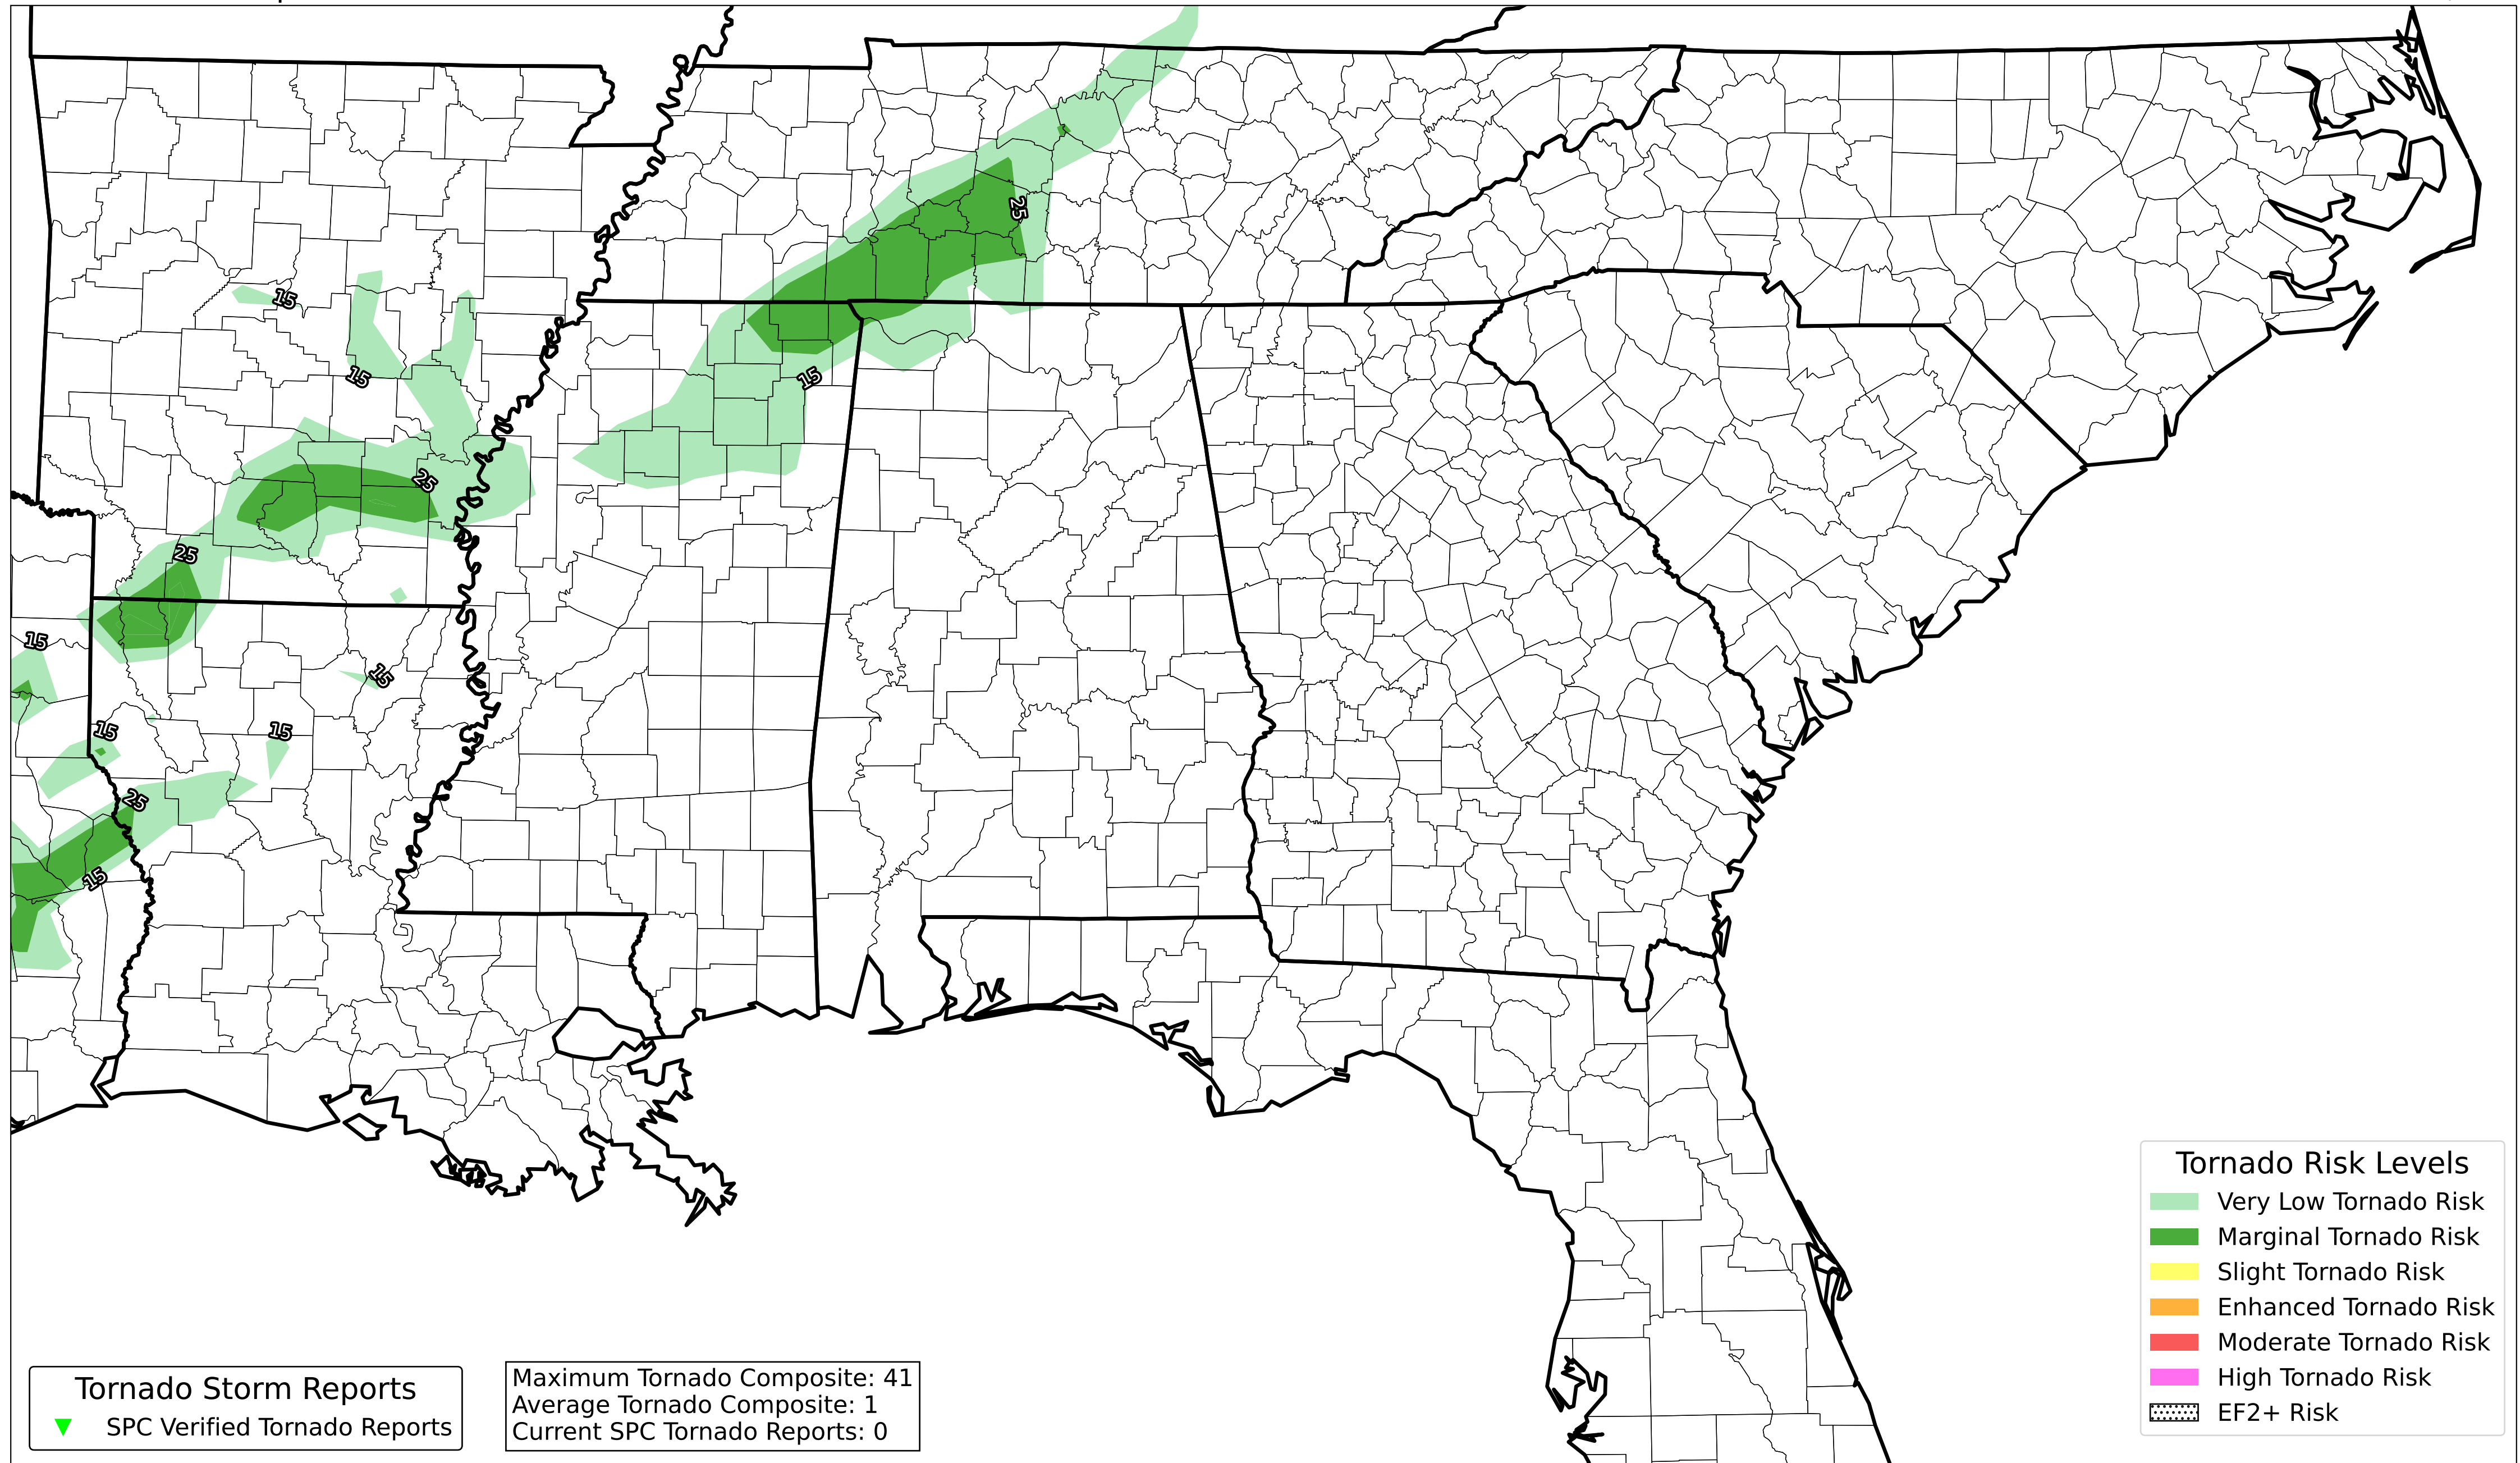 25
15
15
15
25
25
15
15
15
15
25
15
Tornado Risk Levels
Very Low Tornado Risk
Marginal Tornado Risk
Slight Tornado Risk
Enhanced Tornado Risk
Moderate Tornado Risk
High Tornado Risk
EF2+ Risk
Tornado Storm Reports
SPC Verified Tornado Reports
Maximum Tornado Composite: 41
Average Tornado Composite: 1
Current SPC Tornado Reports: 0